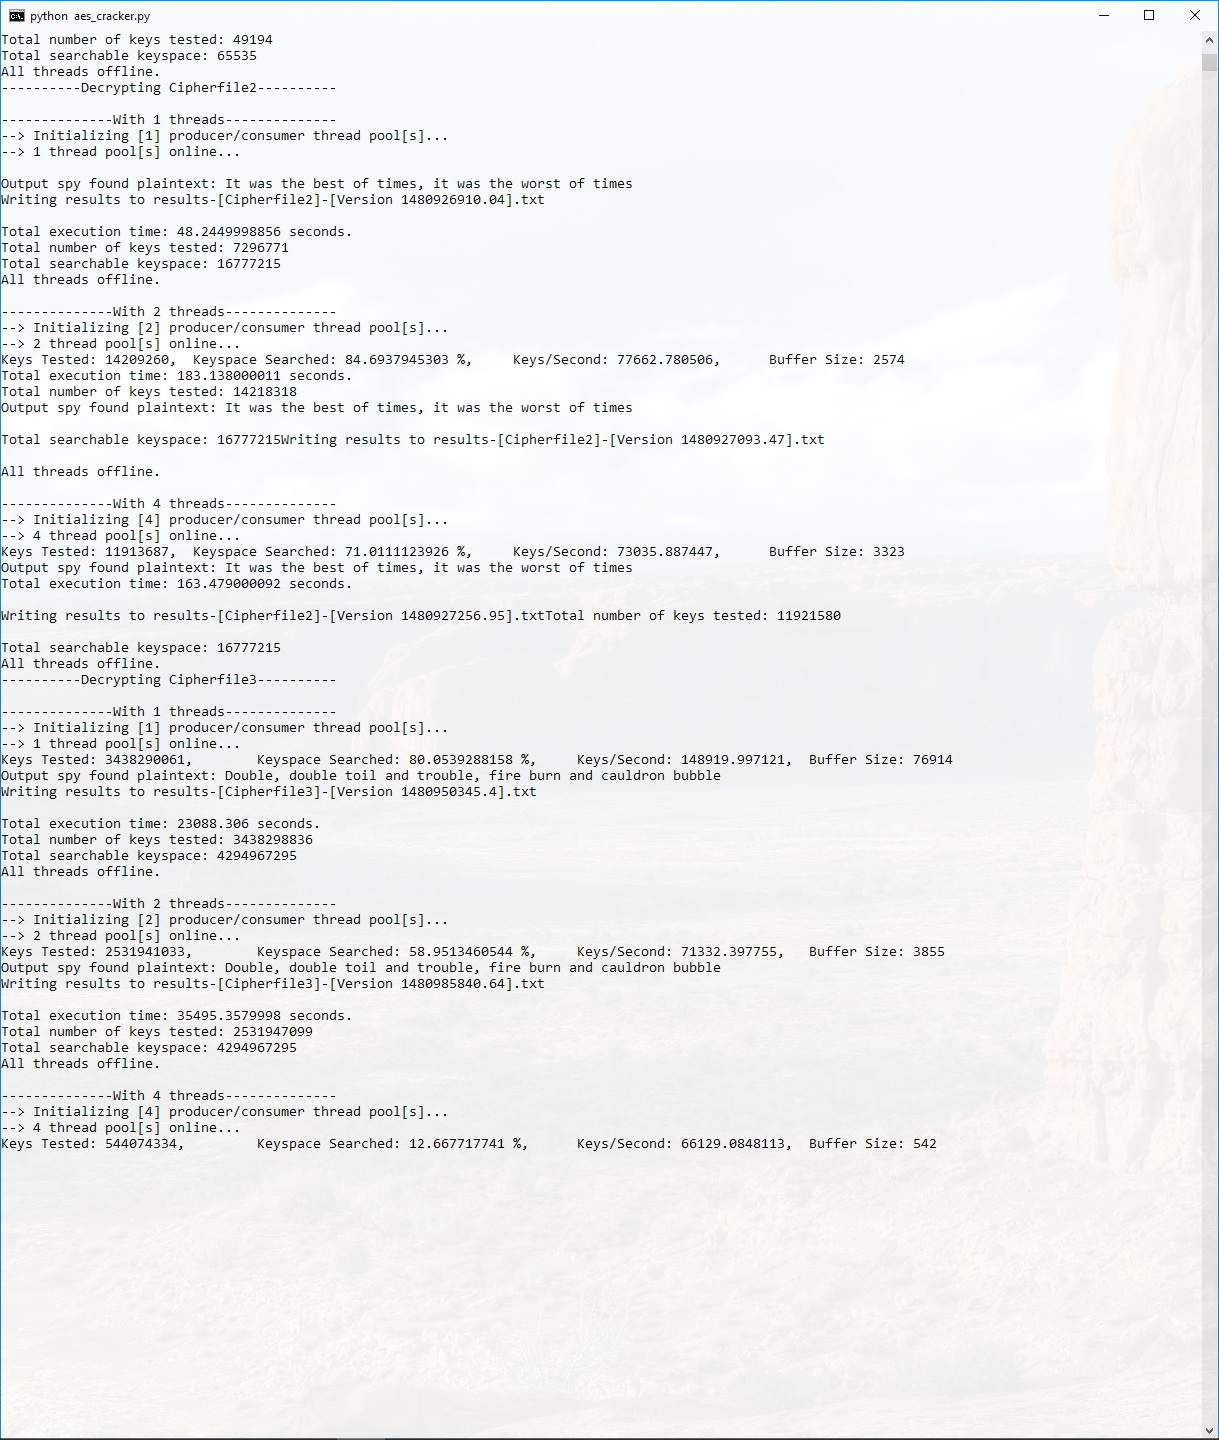 python  aes_cracker.py
Total number of keys tested: 49194
Total searchable keyspace: 65535
All threads offline.
----------Decrypting Cipherfile2----------
--------------With 1 threads--------------
--> Initializing [1] producer/consumer thread pool[s]...
--> 1 thread pool[s] online...
Output spy found plaintext: It was the best of times, it was the worst of times
Writing results to results-[Cipherfile2]-[Version 1480926910.04].txt
Total execution time: 48.2449998856 seconds.
Total number of keys tested: 7296771
Total searchable keyspace: 16777215
All threads offline.
--------------With 2 threads--------------
--> Initializing [2] producer/consumer thread pool[s]...
--> 2 thread pool[s] online...
Keys Tested: 14209260,  Keyspace Searched: 84.6937945303 %,     Keys/Second: 77662.780506,      Buffer Size: 2574
Total execution time: 183.138000011 seconds.
Total number of keys tested: 14218318
Output spy found plaintext: It was the best of times, it was the worst of times
Total searchable keyspace: 16777215Writing results to results-[Cipherfile2]-[Version 1480927093.47].txt
All threads offline.
--------------With 4 threads--------------
--> Initializing [4] producer/consumer thread pool[s]...
--> 4 thread pool[s] online...
Keys Tested: 11913687,  Keyspace Searched: 71.0111123926 %,     Keys/Second: 73035.887447,      Buffer Size: 3323
Output spy found plaintext: It was the best of times, it was the worst of times
Total execution time: 163.479000092 seconds.
Writing results to results-[Cipherfile2]-[Version 1480927256.95].txtTotal number of keys tested: 11921580
Total searchable keyspace: 16777215
All threads offline.
----------Decrypting Cipherfile3----------
--------------With 1 threads--------------
--> Initializing [1] producer/consumer thread pool[s]...
--> 1 thread pool[s] online...
Keys Tested: 3438290061,        Keyspace Searched: 80.0539288158 %,     Keys/Second: 148919.997121,  Buffer Size: 76914
Output spy found plaintext: Double, double toil and trouble, fire burn and cauldron bubble
Writing results to results-[Cipherfile3]-[Version 1480950345.4].txt
Total execution time: 23088.306 seconds.
Total number of keys tested: 3438298836
Total searchable keyspace: 4294967295
All threads offline.
--------------With 2 threads--------------
--> Initializing [2] producer/consumer thread pool[s]...
--> 2 thread pool[s] online...
Keys Tested: 2531941033,        Keyspace Searched: 58.9513460544 %,     Keys/Second: 71332.397755,   Buffer Size: 3855
Output spy found plaintext: Double, double toil and trouble, fire burn and cauldron bubble
Writing results to results-[Cipherfile3]-[Version 1480985840.64].txt
Total execution time: 35495.3579998 seconds.
Total number of keys tested: 2531947099
Total searchable keyspace: 4294967295
All threads offline.
--------------With 4 threads--------------
--> Initializing [4] producer/consumer thread pool[s]...
--> 4 thread pool[s] online...
Keys Tested: 544074334,         Keyspace Searched: 12.667717741 %,      Keys/Second: 66129.0848113,  Buffer Size: 542